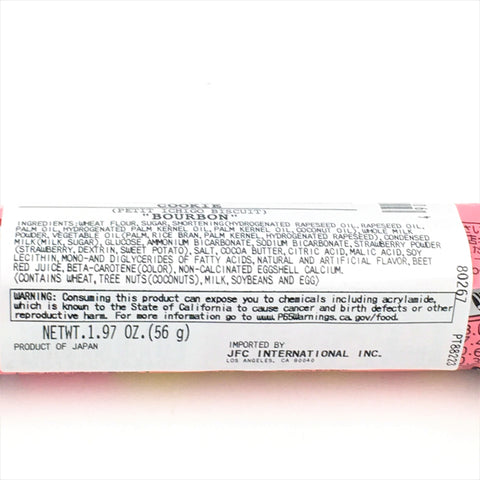 COOKIE
(PETIT ICHIGO BISCUIT)
"BOURBON"
INGREDIENTS:WHEAT FLOUR, SUGAR, SHORTENING(HYDROGENATED RAPESEED OIL, RAPESEED OIL,
PALM OIL, HYDROGENATED PALM KERNEL OIL, PALM KERNEL OIL, COCONUT OIL), WHOLE MILK
POWDER, VEGETABLE OIL(PALM, RICE BRAN, PALM KERNEL, HYDROGENATED RAPESEED), CONDENSED
MILK(MILK, SUGAR), GLUCOSE, AMMONIUM BICARBONATE, SODIUM BICARBONATE, STRAWBERRY POWDER
(STRAWBERRY, DEXTRIN, SWEET POTATO), SALT, COCOA BUTTER, CITRIC ACID, MALIC ACID, SOY
LECITHIN, MONO-AND DIGLYCERIDES OF FATTY ACIDS, NATURAL AND ARTIFICIAL FLAVOR, BEET
RED JUICE, BETA-CAROTENE(COLOR), NON-CALCINATED EGGSHELL CALCIUM.
(CONTAINS WHEAT, TREE NUTS(COCONUTS), MILK, SOYBEANS AND EGG)
WARNING: Consuming this product can expose you to chemicals including acrylamide,
which is known to the State of California to cause cancer and birth defects or other
reproductive harm. For more information go to www.P65Warnings.ca.gov/food.
NETWT.1.97 OZ.(56 g)
PRODUCT OF JAPAN
IMPORTED BY
JFC INTERNATIONAL INC.
LOS ANGELES, CA 90040
80267
PT88220